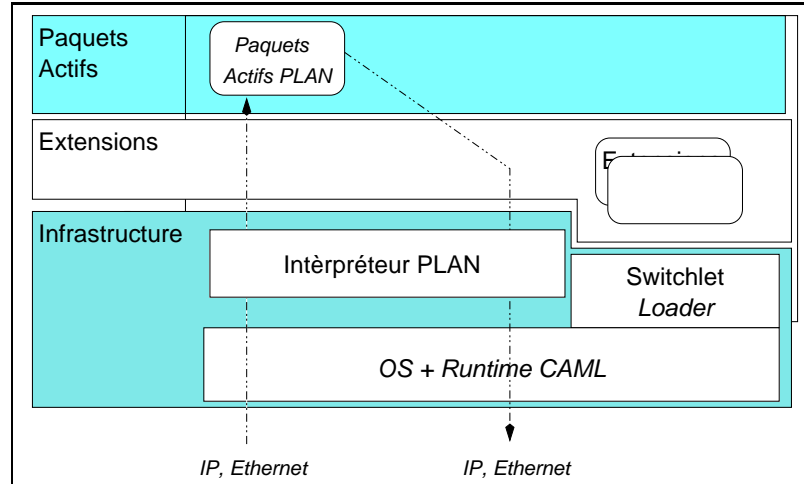 Paquets
Actifs
Paquets
Actifs PLAN
Extensions
Infrastructure
Intèrpréteur PLAN
Switchlet
Loader
OS + Runtime CAML
IP, Ethernet
IP, Ethernet